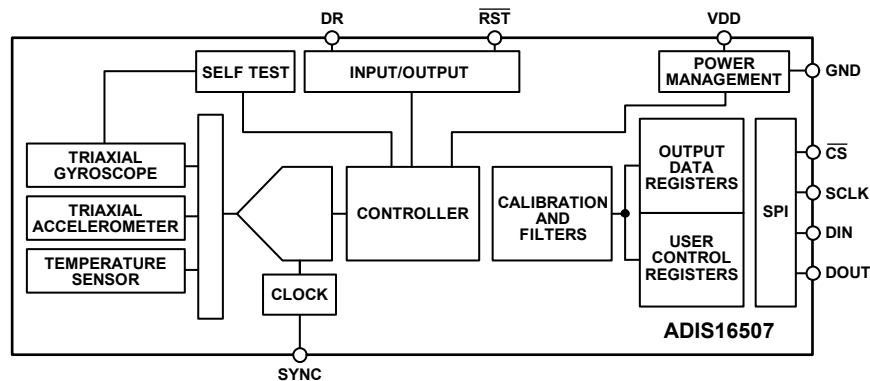 DR
RST
VDD
SELF TEST
INPUT/OUTPUT
POWER
MANAGEMENT
GND
TRIAXIAL
GYROSCOPE
TRIAXIAL
ACCELEROMETER
TEMPERATURE
SENSOR
CLOCK
SYNC
CONTROLLER
CALIBRATION
AND
FILTERS
OUTPUT
DATA
REGISTERS
USER
CONTROL
REGISTERS
SPI
CS
SCLK
DIN
DOUT
ADIS16507